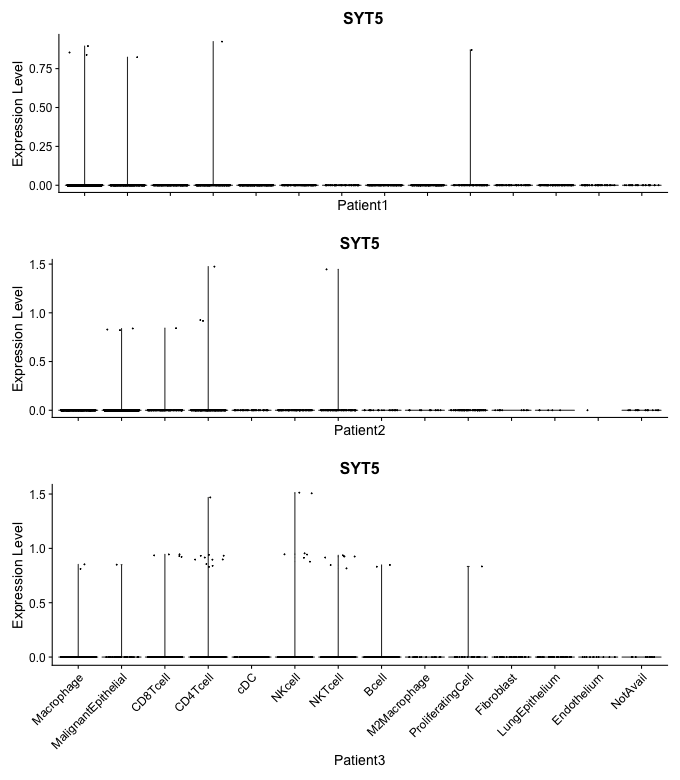 SYT5
Expression Level
0.75
0.50
0.25
0.00
Patient1
SYT5
Expression Level
1.5
1.0
0.5
0.0
Patient2
SYT5
Expression Level
1.5
1.0
0.5
0.0
Macrophage
MalignantEpithelial
CD8Tcell
CD4Tcell
cDC
NKcell
NKTcell
Bcell
M2Macrophage
ProliferatingCell
Fibroblast
LungEpithelium
Endothelium
NotAvail
Patient3